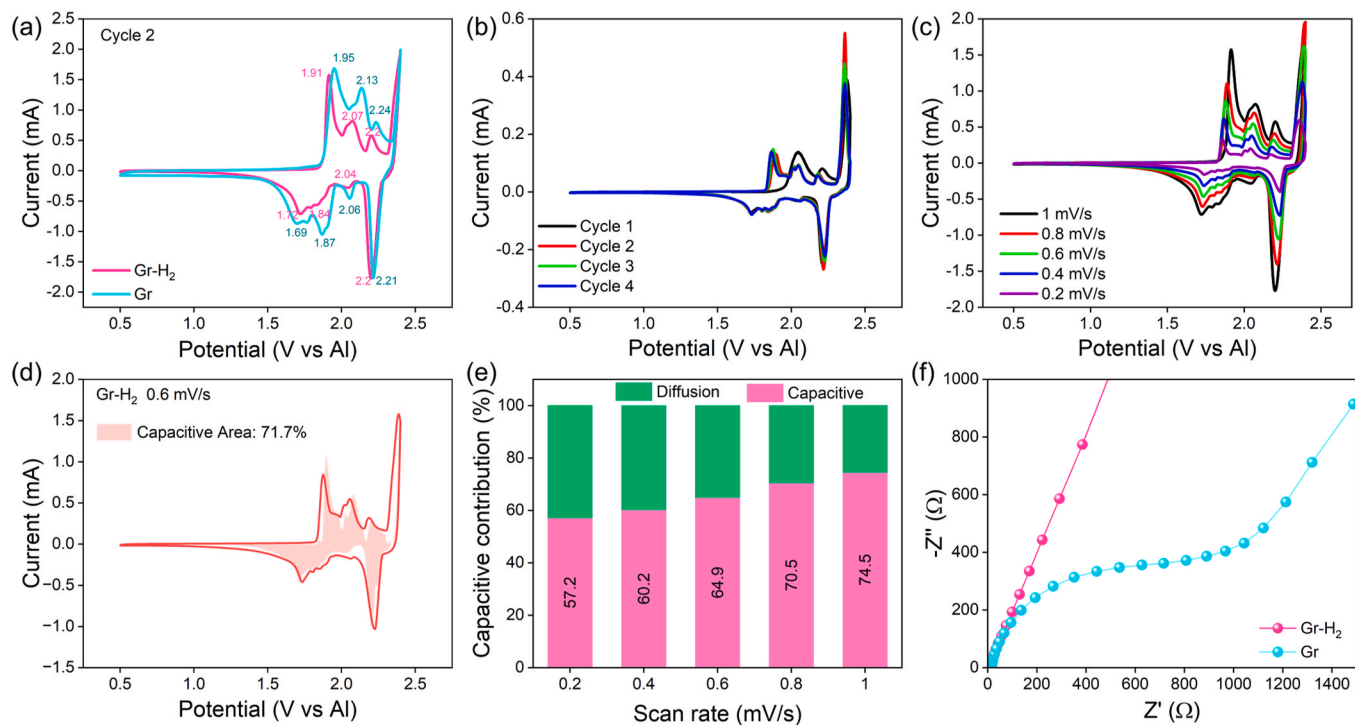 (a)
Cycle 2
1.91
1.95
2.13
2.24
2.07
2.2
2.04
1.72
1.84
2.06
1.69
1.87
2.2
2.21
Gr-H₂
Gr
2.5
2.0
1.5
1.0
0.5
0.0
-0.5
-1.0
-1.5
-2.0
Current (mA)
0.5 1.0 1.5 2.0 2.5
Potential (V vs Al)
(b)
0.6
0.4
0.2
0.0
-0.2
-0.4
Current (mA)
Cycle 1
Cycle 2
Cycle 3
Cycle 4
0.5 1.0 1.5 2.0 2.5
Potential (V vs Al)
(c)
2.0
1.5
1.0
0.5
0.0
-0.5
-1.0
-1.5
-2.0
Current (mA)
1 mV/s
0.8 mV/s
0.6 mV/s
0.4 mV/s
0.2 mV/s
0.5 1.0 1.5 2.0 2.5
Potential (V vs Al)
(d)
Gr-H₂ 0.6 mV/s
Capacitive Area: 71.7%
2.0
1.5
1.0
0.5
0.0
−0.5
−1.0
−1.5
Current (mA)
0.5 1.0 1.5 2.0 2.5
Potential (V vs Al)
(e)
Diffusion Capacitive
100
80
60
40
20
0
Capacitive contribution (%)
57.2 60.2 64.9 70.5 74.5
0.2 0.4 0.6 0.8 1
Scan rate (mV/s)
(f)
1000
800
600
400
200
0
-Z'' (Ω)
Gr-H₂
Gr
0 200 400 600 800 1000 1200 1400
Z' (Ω)